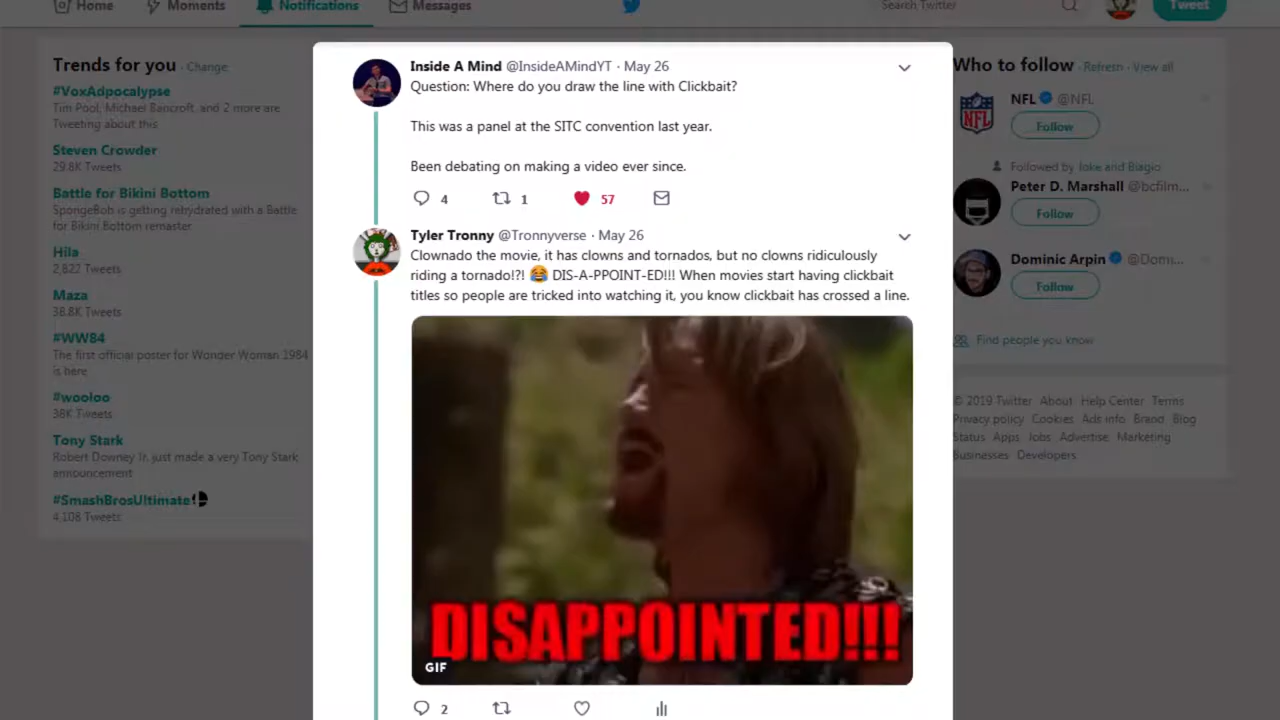 Home
Moments
Notifications
Messages
Search Twitter
Tweet
Trends for you · Change
#VoxAdpocalypse
Tim Pool, Michael Bancroft, and 2 more are
Tweeting about this
Steven Crowder
29.8K Tweets
Battle for Bikini Bottom
SpongeBob is getting rehydrated with a Battle
for Bikini Bottom remaster
Hila
2,822 Tweets
Maza
38.8K Tweets
#WW84
The first official poster for Wonder Woman 1984
is here
#wooloo
38K Tweets
Tony Stark
Robert Downey Jr. just made a very Tony Stark
announcement
#SmashBrosUltimate
4,108 Tweets
Inside A Mind @InsideAMindYT · May 26
Question: Where do you draw the line with Clickbait?
This was a panel at the SITC convention last year.
Been debating on making a video ever since.
4 1 57
Tyler Tronny @Tronnyverse · May 26
Clownado the movie, it has clowns and tornados, but no clowns ridiculously
riding a tornado!?! 😂 DIS-A-PPOINT-ED!!! When movies start having clickbait
titles so people are tricked into watching it, you know clickbait has crossed a line.
DISAPPOINTED!!!
GIF
2
Who to follow · Refresh · View all
NFL @NFL
NFL
Follow
Followed by Joke and Biagio
Peter D. Marshall @bcfilm...
Follow
Dominic Arpin @Dom...
Follow
Find people you know
© 2019 Twitter About Help Center Terms
Privacy policy Cookies Ads info Brand Blog
Status Apps Jobs Advertise Marketing
Businesses Developers